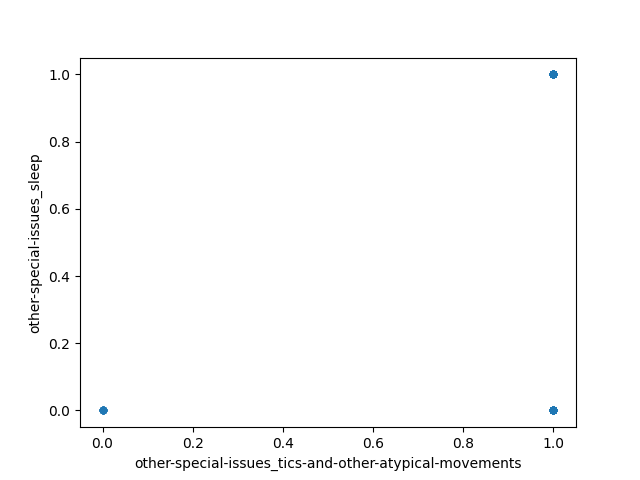 1.0
0.8
0.6
0.4
0.2
0.0
other-special-issues_sleep
0.0 0.2 0.4 0.6 0.8 1.0
other-special-issues_tics-and-other-atypical-movements